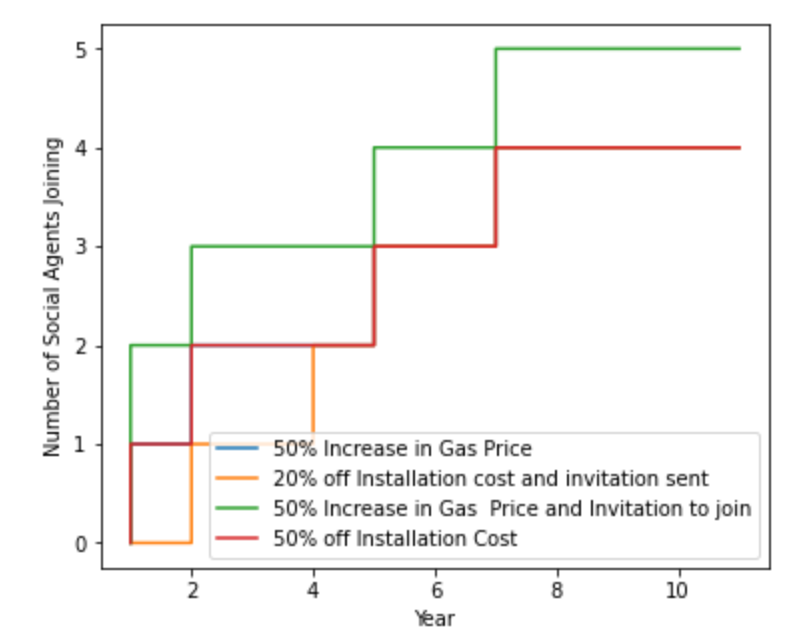 Number of Social Agents Joining
5
4
3
2
1
0
50% Increase in Gas Price
20% off Installation cost and invitation sent
50% Increase in Gas  Price and Invitation to join
50% off Installation Cost
2 4 6 8 10
Year